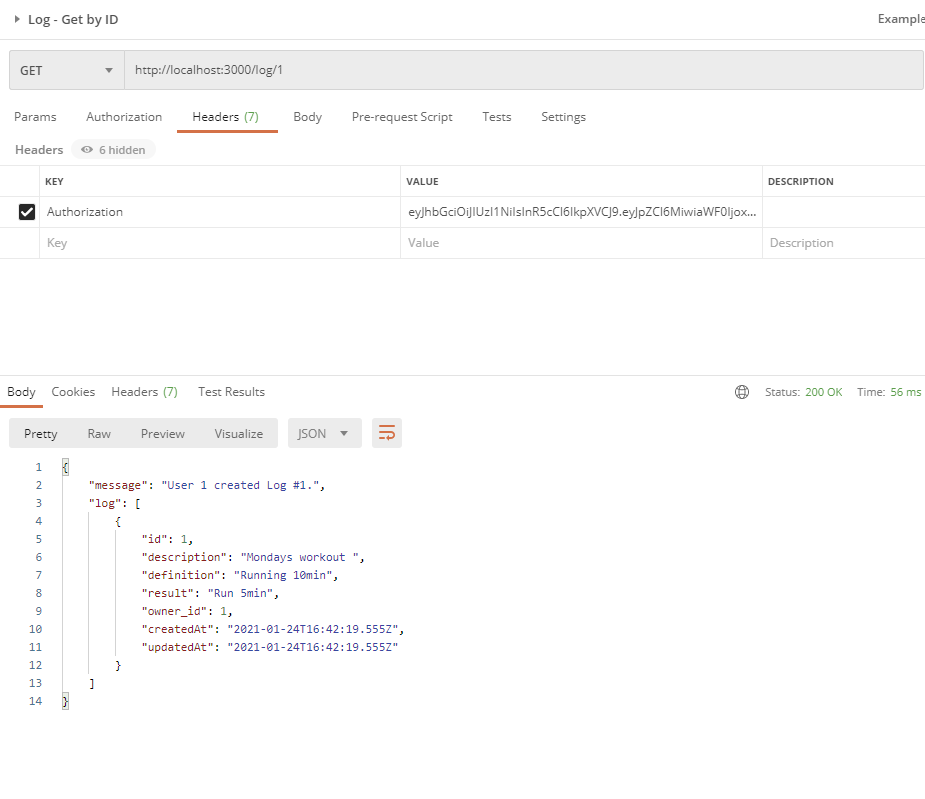 Log - Get by ID
Example
GET http://localhost:3000/log/1
Params Authorization Headers (7) Body Pre-request Script Tests Settings
Headers 6 hidden
KEY VALUE DESCRIPTION
Authorization eyJhbGciOiJIUzI1NiIsInR5cCI6IkpXVCJ9.eyJpZCI6MiwiaWF0Ijox...
Key Value Description
Body Cookies Headers (7) Test Results Status: 200 OK Time: 56 ms
Pretty Raw Preview Visualize JSON
1 {
2 "message": "User 1 created Log #1.",
3 "log": [
4 {
5 "id": 1,
6 "description": "Mondays workout ",
7 "definition": "Running 10min",
8 "result": "Run 5min",
9 "owner_id": 1,
10 "createdAt": "2021-01-24T16:42:19.555Z",
11 "updatedAt": "2021-01-24T16:42:19.555Z"
12 }
13 ]
14 }